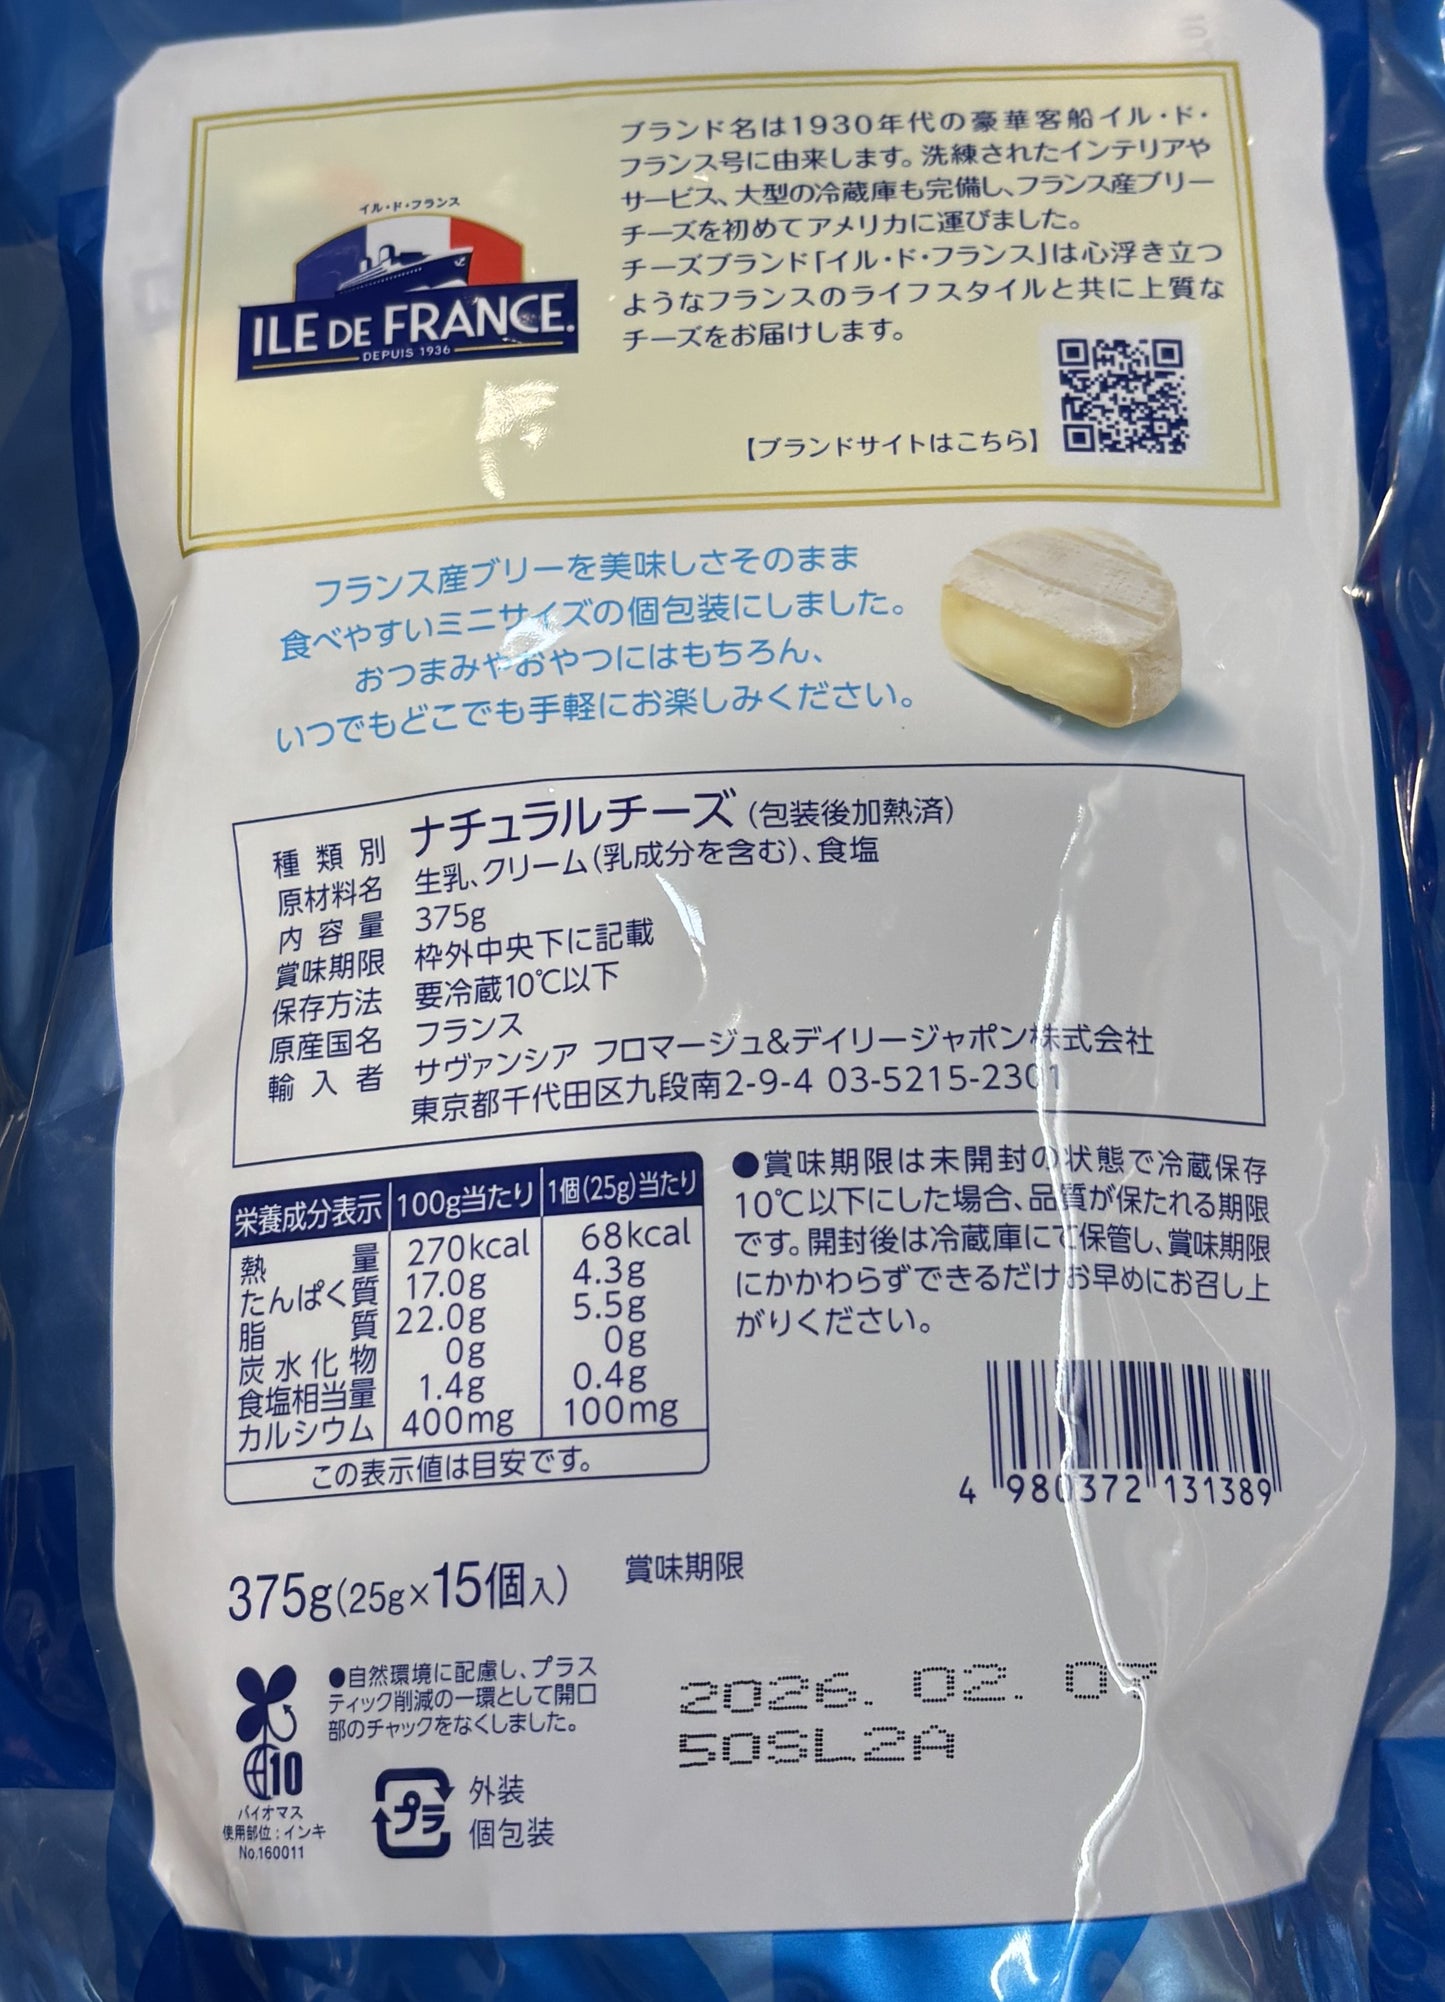 ブランド名は1930年代の豪華客船イル・ド・
フランス号に由来します。洗練されたインテリアや
サービス、大型の冷蔵庫も完備し、フランス産ブリー
チーズを初めてアメリカに運びました。
チーズブランド「イル・ド・フランス」は心浮き立つ
ようなフランスのライフスタイルと共に上質な
チーズをお届けします。
イル・ド・フランス
ILE DE FRANCE.
DEPUIS 1936
【ブランドサイトはこちら】
フランス産ブリーを美味しさそのまま
食べやすいミニサイズの個包装にしました。
おつまみやおやつにはもちろん、
いつでもどこでも手軽にお楽しみください。
種類別 ナチュラルチーズ(包装後加熱済)
原材料名 生乳、クリーム(乳成分を含む)、食塩
内容量 375g
賞味期限 枠外中央下に記載
保存方法 要冷蔵10℃以下
原産国名 フランス
輸入者 サヴァンシア フロマージュ&デイリージャポン株式会社
東京都千代田区九段南2-9-4 03-5215-2301
栄養成分表示 100g当たり 1個(25g)当たり
熱量 270kcal 68kcal
たんぱく質 17.0g 4.3g
脂質 22.0g 5.5g
炭水化物 0g 0g
食塩相当量 1.4g 0.4g
カルシウム 400mg 100mg
この表示値は目安です。
●賞味期限は未開封の状態で冷蔵保存
10℃以下にした場合、品質が保たれる期限
です。開封後は冷蔵庫にて保管し、賞味期限
にかかわらずできるだけお早めにお召し上
がりください。
4 980372 131389
375g(25g×15個入)
賞味期限
2026. 02. 07
50SL2A
●自然環境に配慮し、プラス
ティック削減の一環として開口
部のチャックをなくしました。
10
バイオマス
使用部位:インキ
No.160011
プラ
外装
個包装